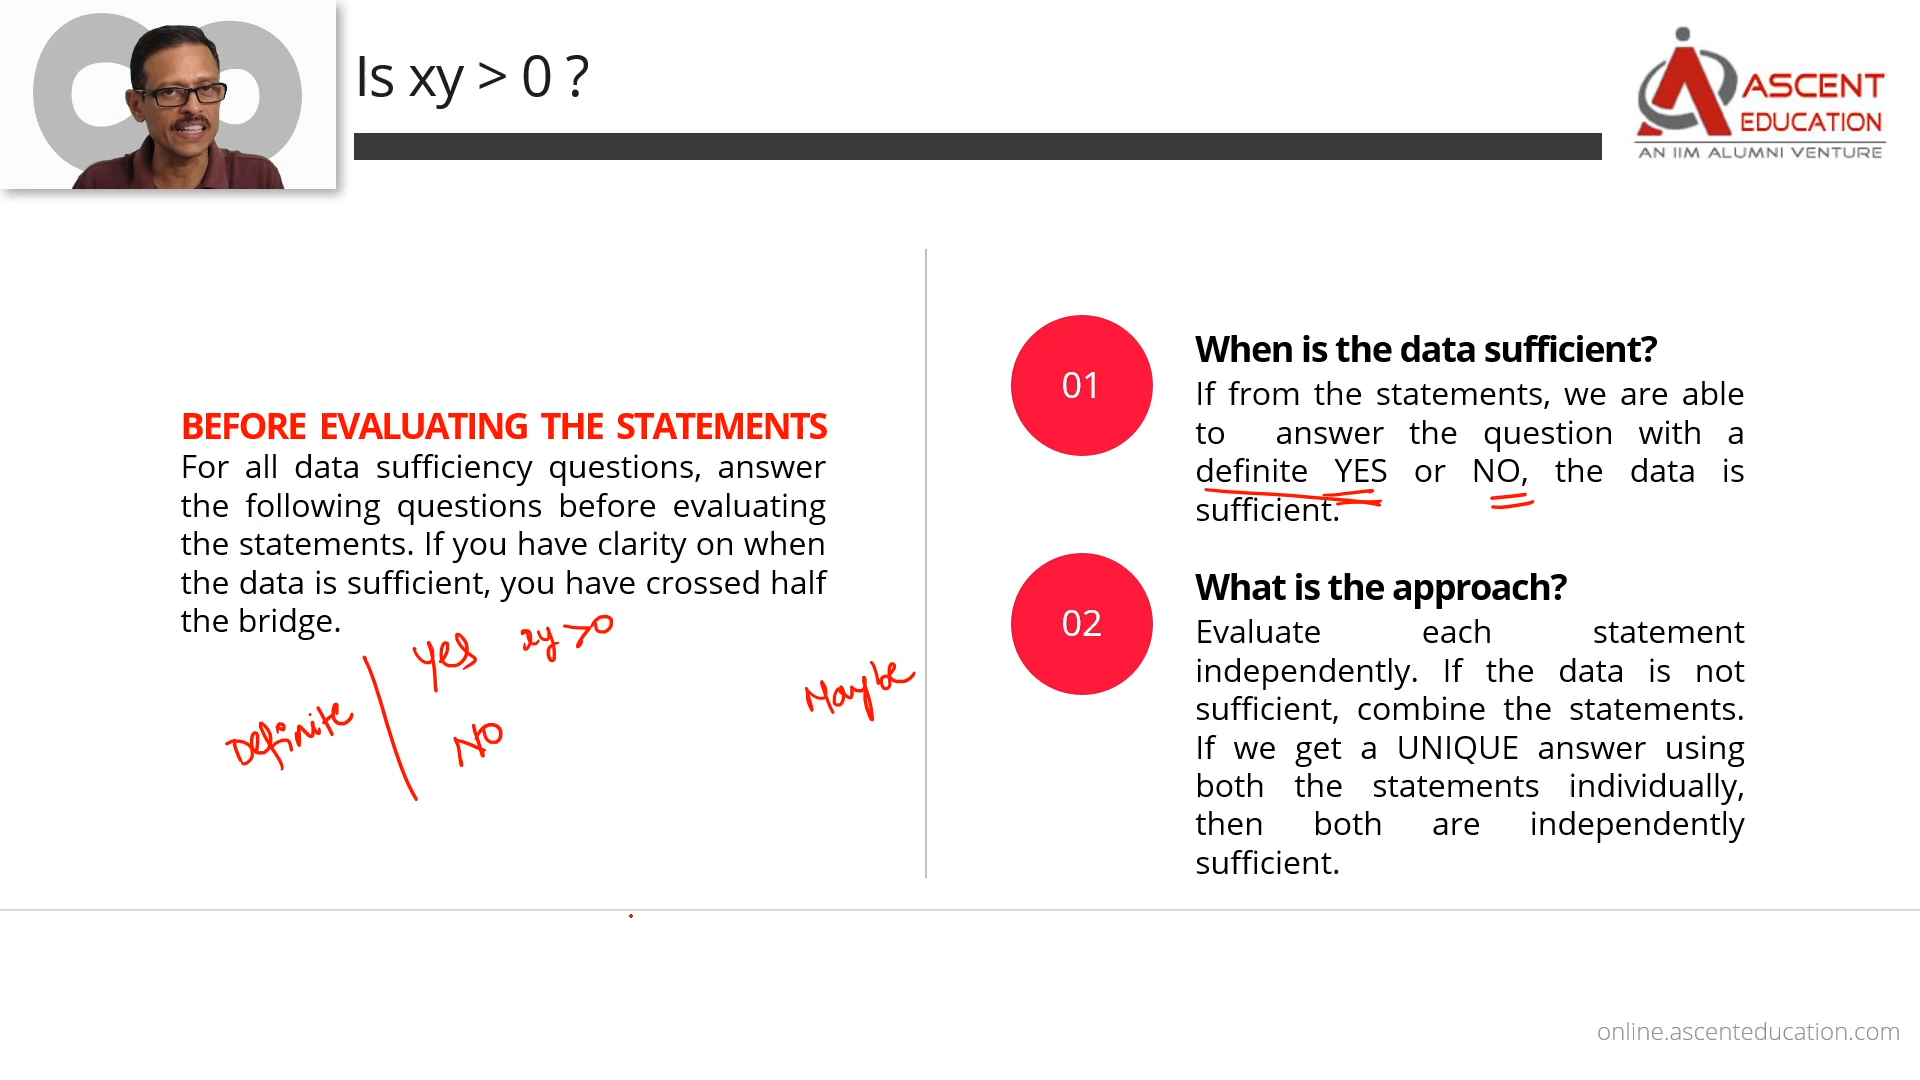 Is xy > 0 ?
ASCENT
EDUCATION
AN IIM ALUMNI VENTURE
BEFORE EVALUATING THE STATEMENTS
For all data sufficiency questions, answer
the following questions before evaluating
the statements. If you have clarity on when
the data is sufficient, you have crossed half
the bridge.
Yes xy >0
Definite
NO
Maybe
01
When is the data sufficient?
If from the statements, we are able
to answer the question with a
definite YES or NO, the data is
sufficient.
02
What is the approach?
Evaluate each statement
independently. If the data is not
sufficient, combine the statements.
If we get a UNIQUE answer using
both the statements individually,
then both are independently
sufficient.
online.ascenteducation.com